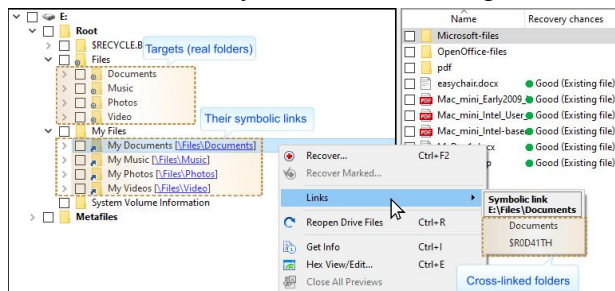 E:
Root
$RECYCLE.B
Targets (real folders)
Files
Documents
Music
Photos
Video
Their symbolic links
My Files
My Documents [\Files\Documents]
My Music [\Files\Music]
My Photos [\Files\Photos]
My Videos [\Files\Video]
System Volume Information
Metafiles
Name Recovery chances
Microsoft-files
OpenOffice-files
pdf
easychair.docx Good (Existing file)
Mac_mini_Early2009_ Good (Existing file)
Mac_mini_Intel_User Good (Existing file)
Mac_mini_Intel-base Good (Existing file)
Good (Existing file)
Good (Existing file)
Recover... Ctrl+F2
Recover Marked...
Links
Reopen Drive Files Ctrl+R
Get Info Ctrl+I
Hex View/Edit... Ctrl+E
Close All Previews
Symbolic link
E:\Files\Documents
Documents
$R0D41TH
Cross-linked folders